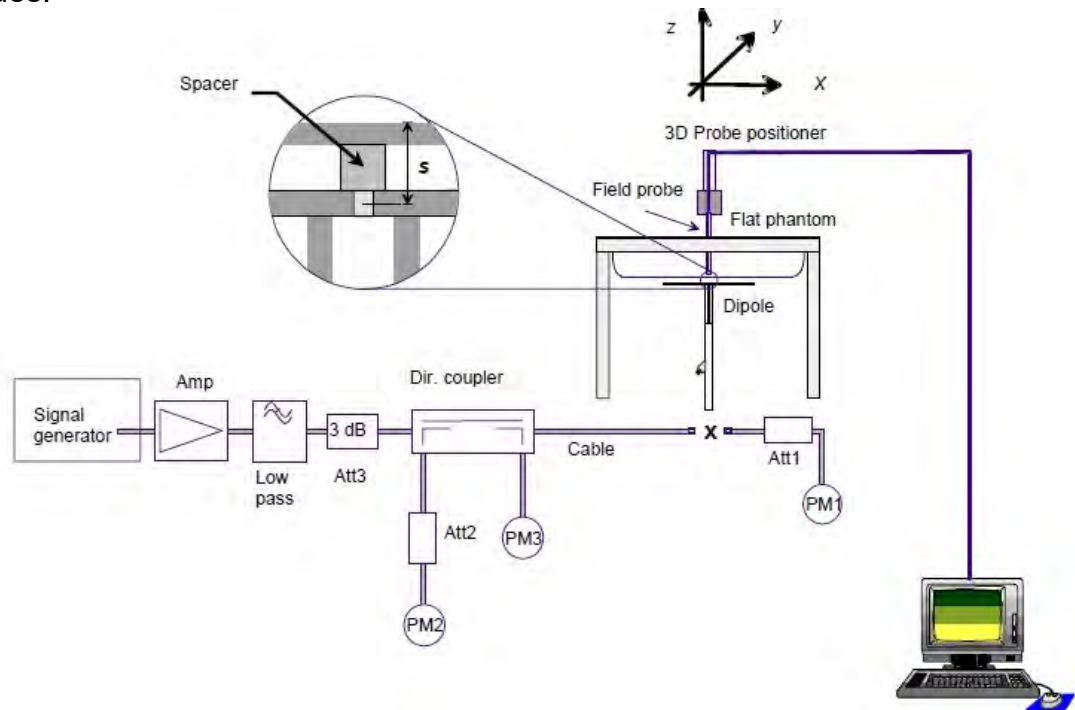 z
y
X
Spacer
s
3D Probe positioner
Field probe
Flat phantom
Dipole
Signal
generator
Amp
Low
pass
3 dB
Att3
Dir. coupler
Cable
x
Att1
PM1
Att2
PM3
PM2